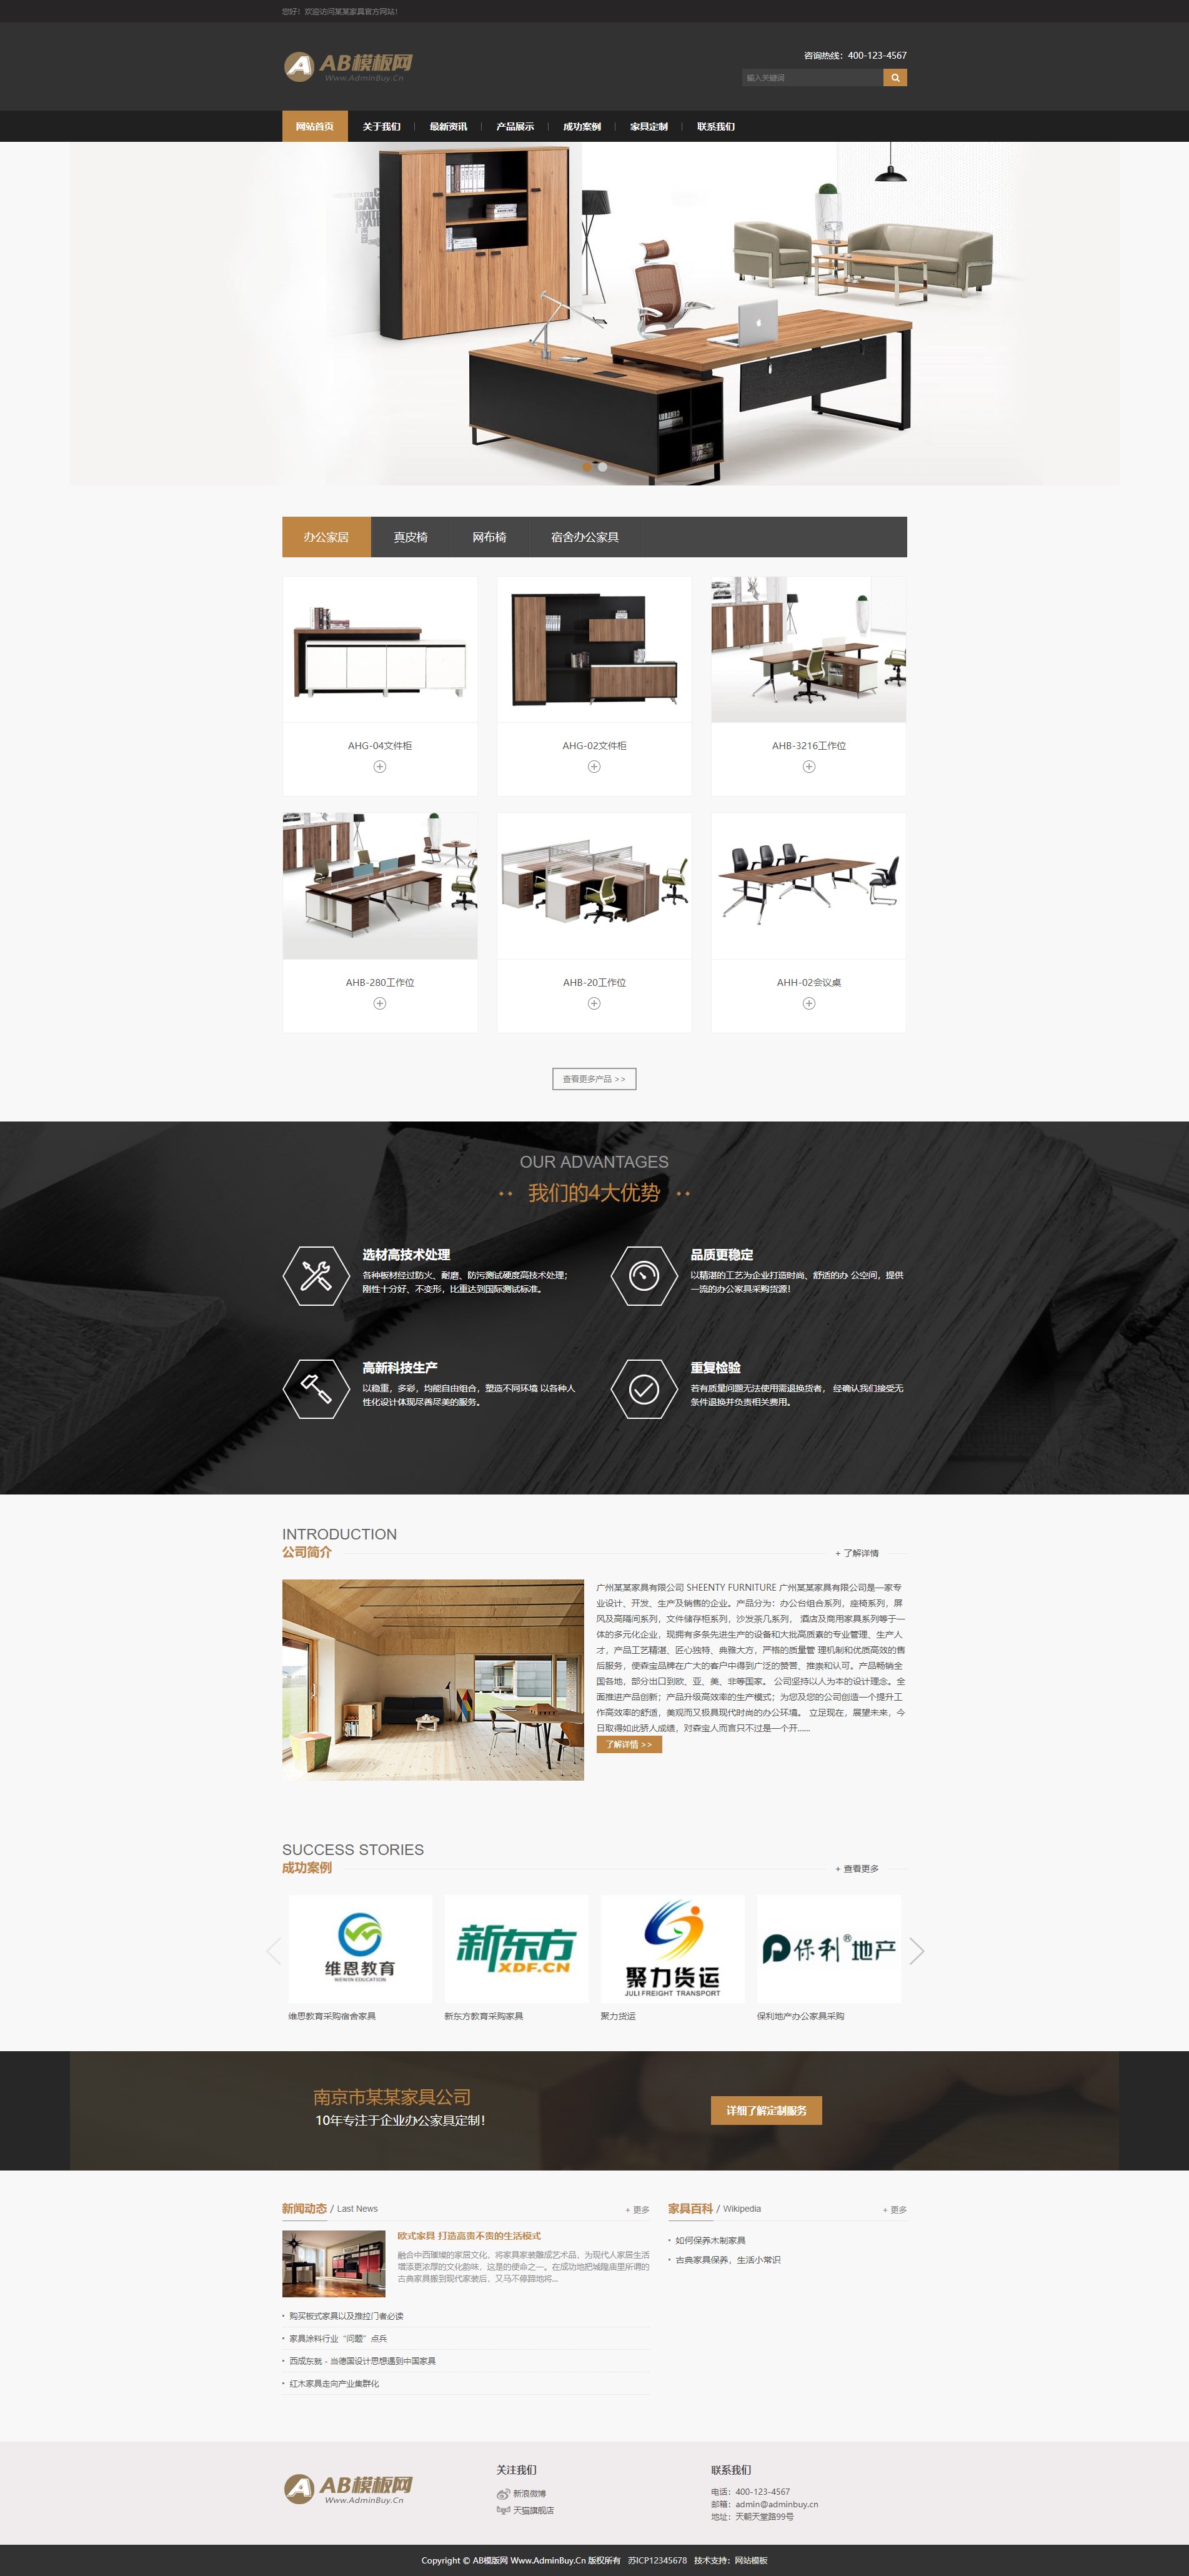 您好！欢迎访问某某家具官方网站!
AB模板网
Www.AdminBuy.Cn
咨询热线：400-123-4567
输入关键词
网站首页 关于我们 最新资讯 产品展示 成功案例 家具定制 联系我们
办公家居 真皮椅 网布椅 宿舍办公家具
AHG-04文件柜 AHG-02文件柜 AHB-3216工作位
AHB-280工作位 AHB-20工作位 AHH-02会议桌
查看更多产品 >>
OUR ADVANTAGES
我们的4大优势
选材高技术处理
各种板材经过防火、耐磨、防污测试硬度高技术处理；
刚性十分好、不变形，比重达到国际测试标准。
品质更稳定
以精湛的工艺为企业打造时尚、舒适的办 公空间，提供
一流的办公家具采购货源！
高新科技生产
以稳重，多彩，均能自由组合，塑造不同环境 以各种人
性化设计体现尽善尽美的服务。
重复检验
若有质量问题无法使用需退换货者， 经确认我们接受无
条件退换并负责相关费用。
INTRODUCTION
公司简介
+ 了解详情
广州某某家具有限公司 SHEENTY FURNITURE 广州某某家具有限公司是一家专
业设计、开发、生产及销售的企业。产品分为：办公台组合系列，座椅系列，屏
风及高隔间系列，文件储存柜系列，沙发茶几系列， 酒店及商用家具系列等于一
体的多元化企业，现拥有多条先进生产的设备和大批高质素的专业管理、生产人
才，产品工艺精湛、匠心独特、典雅大方，严格的质量管 理机制和优质高效的售
后服务，使森宝品牌在广大的客户中得到广泛的赞誉、推崇和认可。产品畅销全
国各地，部分出口到欧、亚、美、非等国家。 公司坚持以人为本的设计理念。全
面推进产品创新；产品升级高效率的生产模式；为您及您的公司创造一个提升工
作高效率的舒适，美观而又极具现代时尚的办公环境。 立足现在，展望未来，今
日取得如此骄人成绩，对森宝人而言只不过是一个开......
了解详情 >>
SUCCESS STORIES
成功案例
+ 查看更多
维恩教育
WENEN EDUCATION
新东方
XDF.CN
聚力货运
JULI FREIGHT TRANSPORT
保利®地产
维思教育采购宿舍家具 新东方教育采购家具 聚力货运 保利地产办公家具采购
南京市某某家具公司
10年专注于企业办公家具定制！
详细了解定制服务
新闻动态 / Last News
+ 更多
家具百科 / Wikipedia
+ 更多
欧式家具 打造高贵不贵的生活模式
融合中西璀璨的家居文化，将家具家装雕成艺术品，为现代人家居生活
增添更浓厚的文化韵味，这是的使命之一。在成功地把城隍庙里所谓的
古典家具搬到现代家装后，又马不停蹄地将...
• 如何保养木制家具
• 古典家具保养，生活小常识
• 购买板式家具以及推拉门者必读
• 家具涂料行业“问题”点兵
• 西成东就 - 当德国设计思想遇到中国家具
• 红木家具走向产业集群化
AB模板网
Www.AdminBuy.Cn
关注我们
新浪微博
天猫旗舰店
联系我们
电话：400-123-4567
邮箱：admin@adminbuy.cn
地址：天朝天堂路99号
Copyright © AB模版网 Www.AdminBuy.Cn 版权所有 苏ICP12345678 技术支持：网站模板